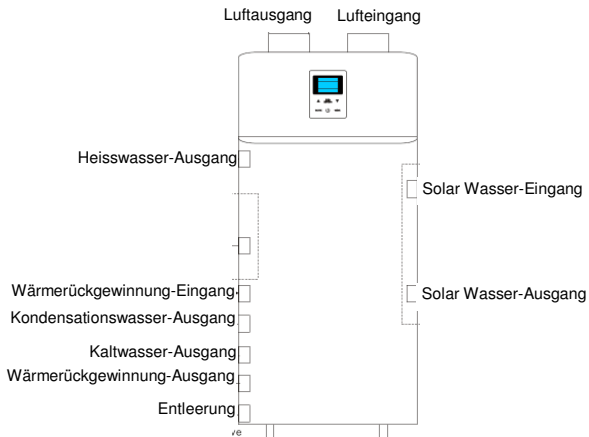 Luftausgang Lufteingang
Heisswasser-Ausgang
Solar Wasser-Eingang
Wärmerückgewinnung-Eingang
Solar Wasser-Ausgang
Kondensationswasser-Ausgang
Kaltwasser-Ausgang
Wärmerückgewinnung-Ausgang
Entleerung